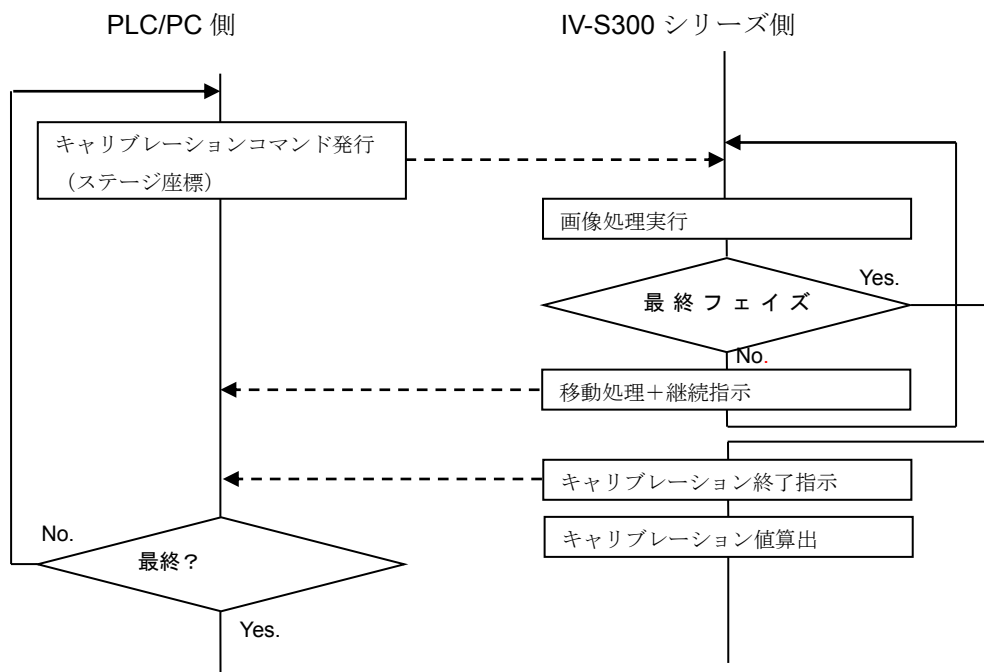 PLC/PC 側
IV-S300 シリーズ側
キャリブレーションコマンド発行
（ステージ座標）
画像処理実行
Yes.
最終フェイズ
No.
移動処理＋継続指示
キャリブレーション終了指示
No.
キャリブレーション値算出
最終？
Yes.